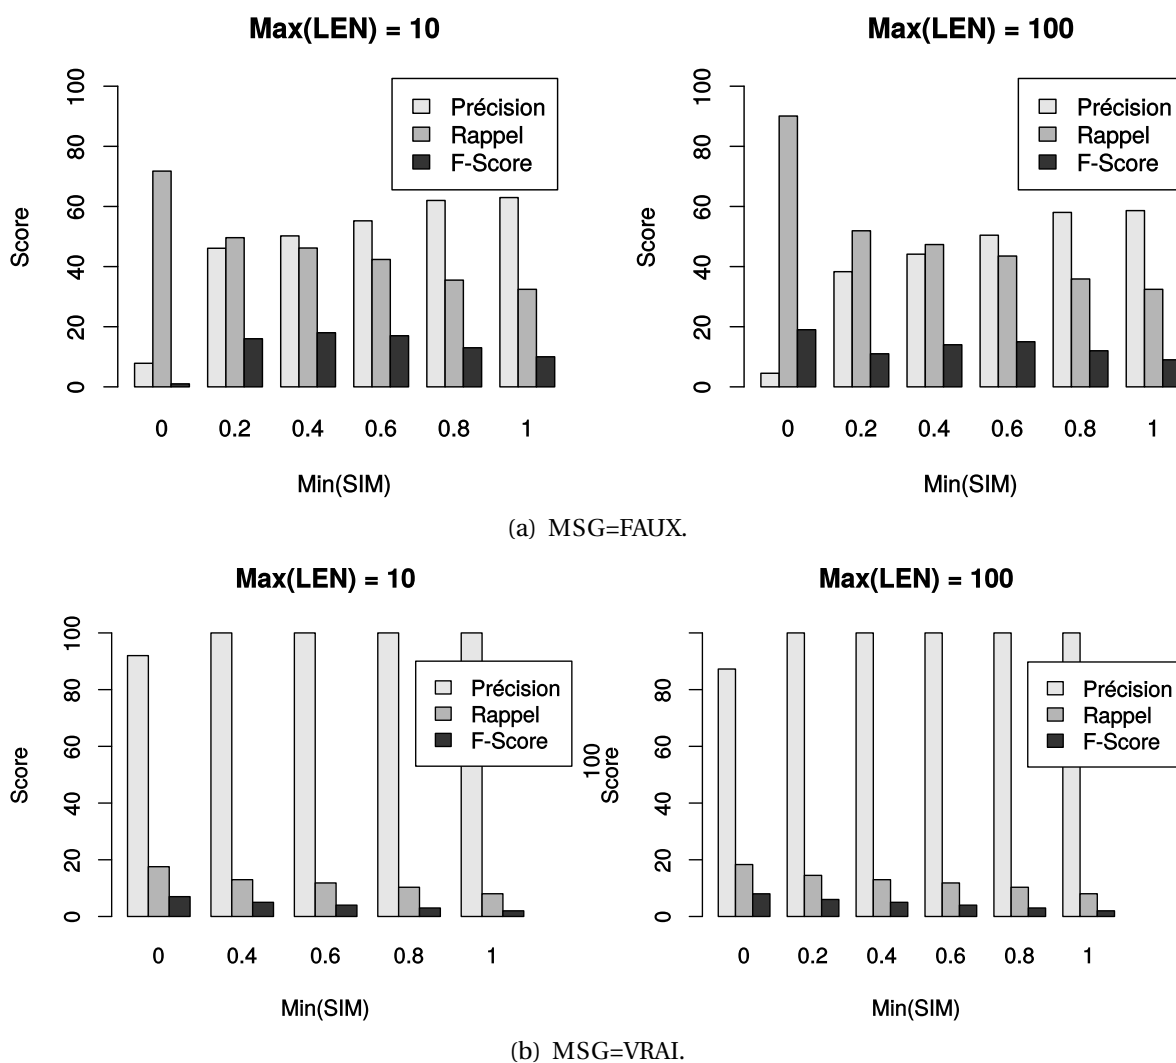 Max(LEN) = 10
Score
0 20 40 60 80 100
Précision
Rappel
F-Score
0 0.2 0.4 0.6 0.8 1
Min(SIM)
Max(LEN) = 100
Score
0 20 40 60 80 100
Précision
Rappel
F-Score
0 0.2 0.4 0.6 0.8 1
Min(SIM)
(a) MSG=FAUX.
Max(LEN) = 10
Score
0 20 40 60 80 100
Précision
Rappel
F-Score
0 0.4 0.6 0.8 1
Min(SIM)
Max(LEN) = 100
100
Score
0 20 40 60 80
Précision
Rappel
F-Score
0 0.2 0.4 0.6 0.8 1
Min(SIM)
(b) MSG=VRAI.